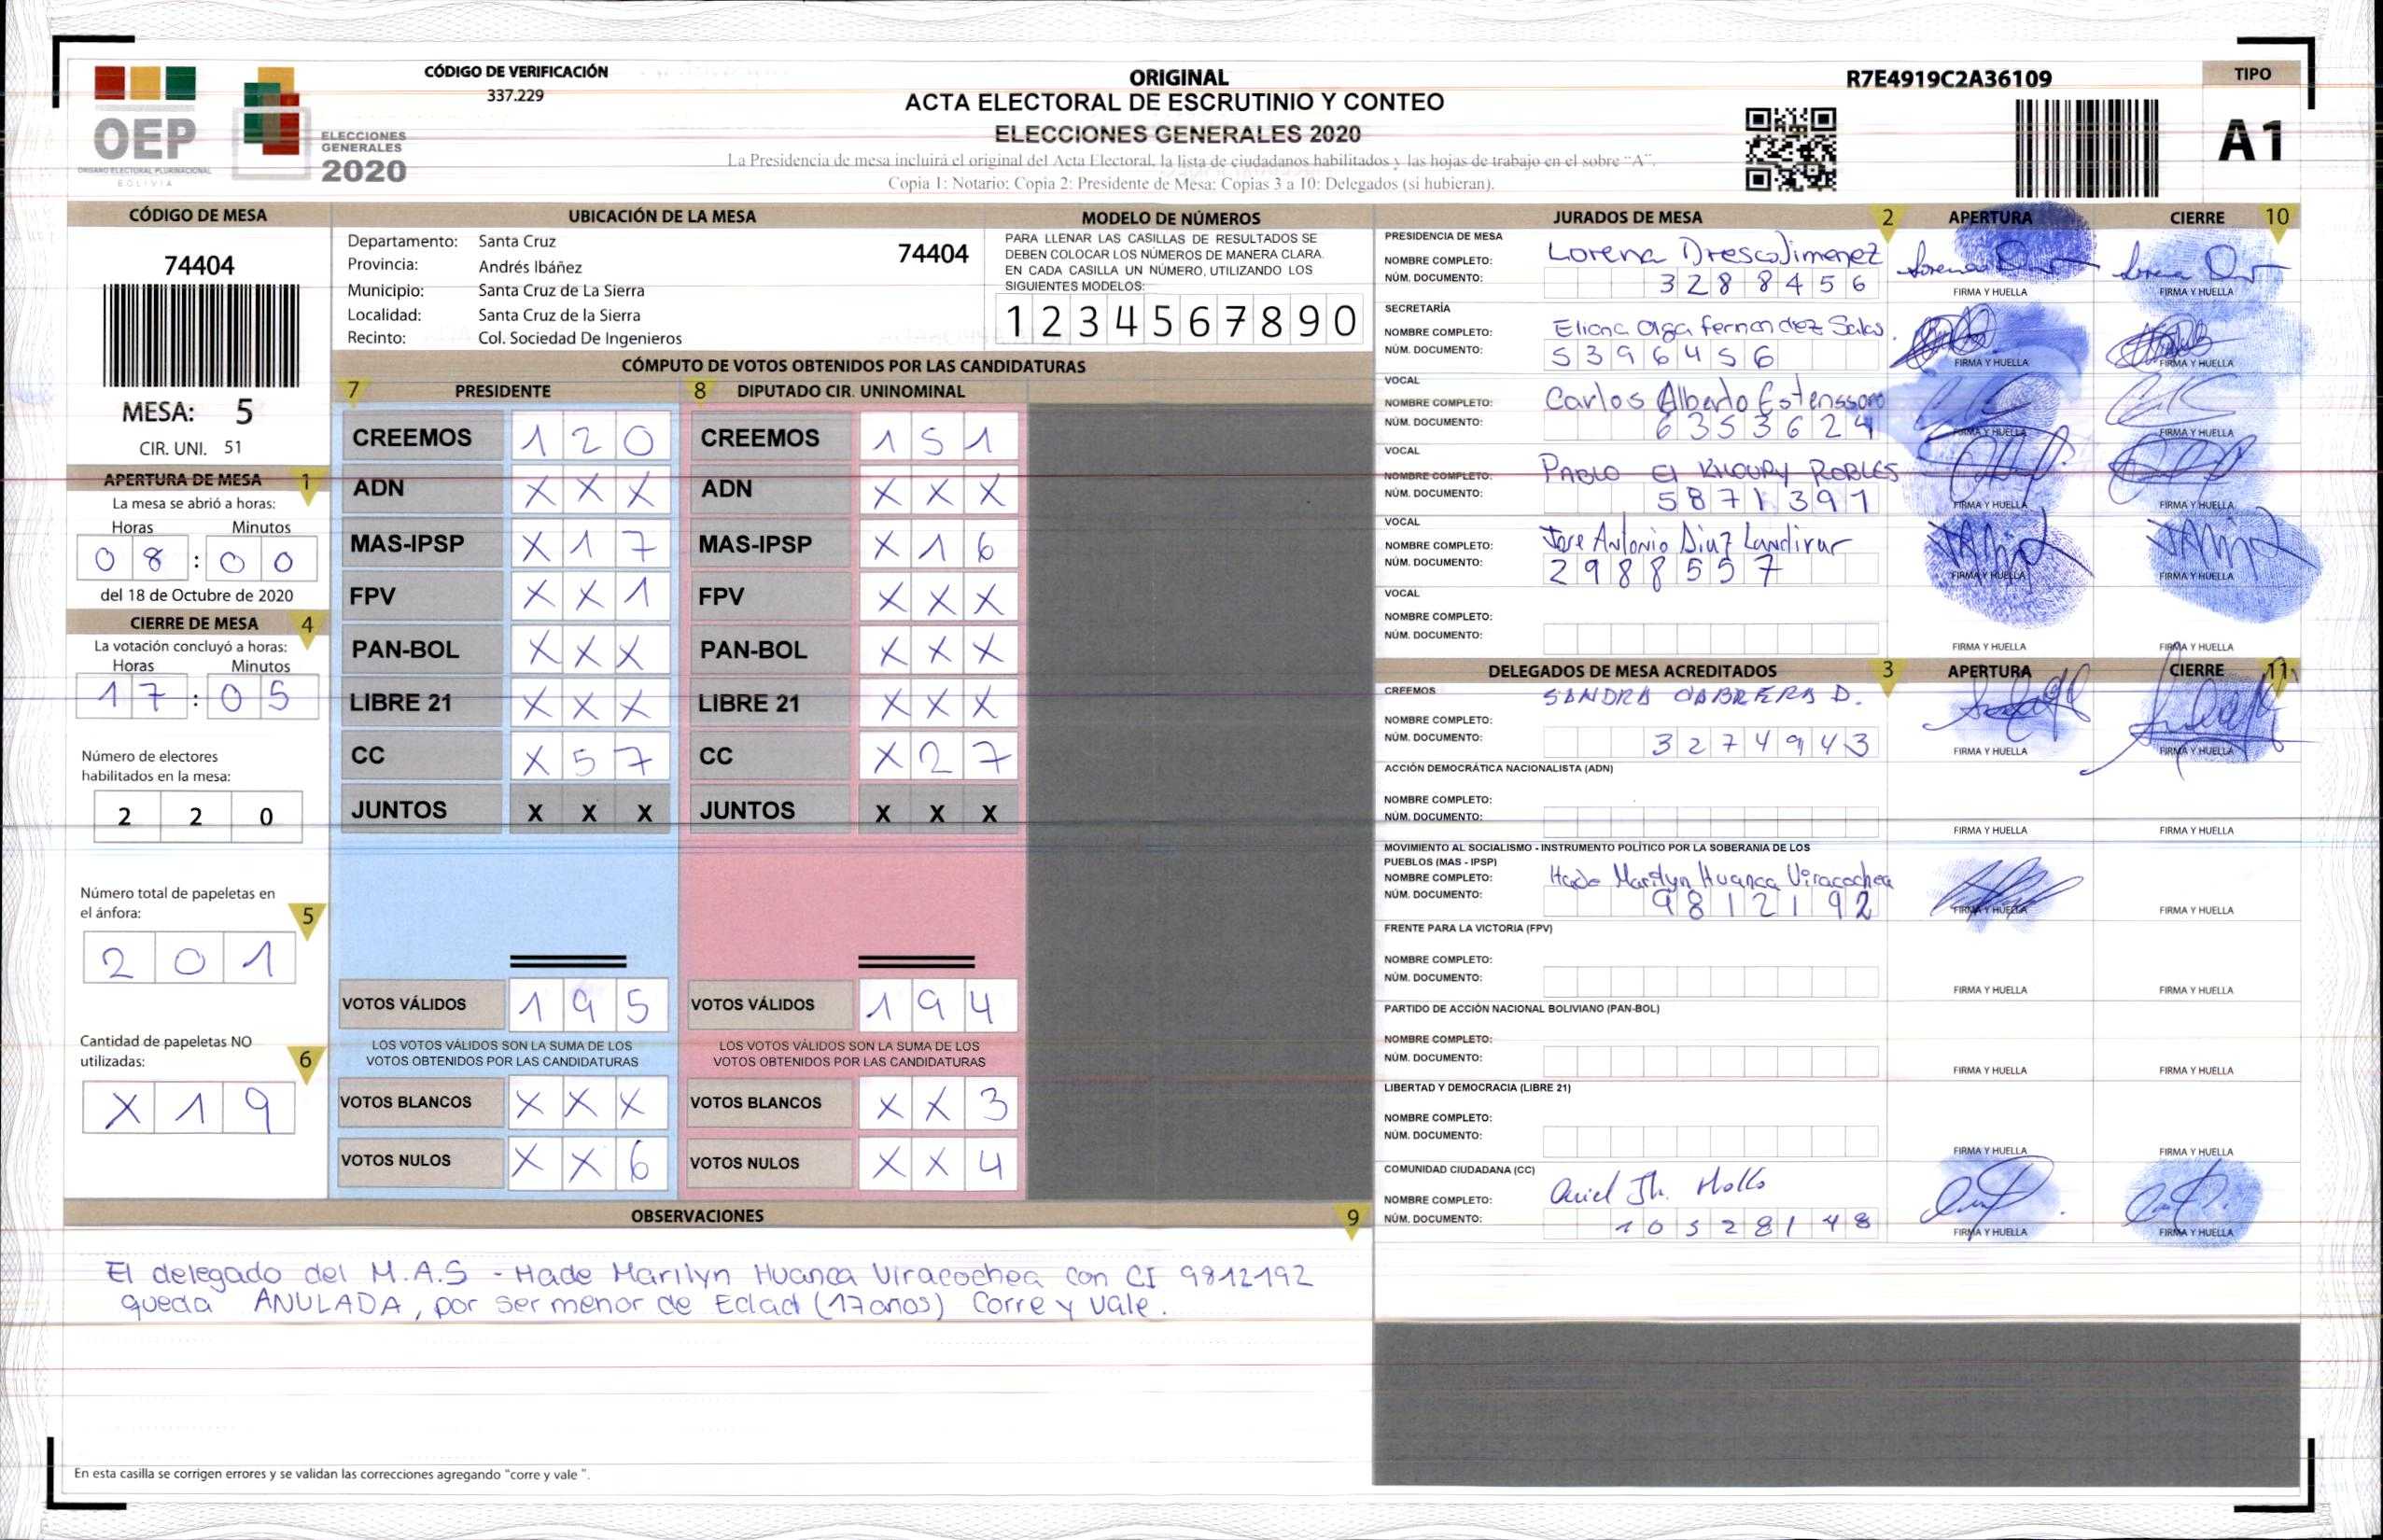 CÓDIGO DE VERIFICACIÓN
337.229
OEP
ÓRGANO ELECTORAL PLURINACIONAL
BOLIVIA
ELECCIONES
GENERALES
2020
ORIGINAL
ACTA ELECTORAL DE ESCRUTINIO Y CONTEO
ELECCIONES GENERALES 2020
La Presidencia de mesa incluirá el original del Acta Electoral, la lista de ciudadanos habilitados y las hojas de trabajo en el sobre "A".
Copia 1: Notario; Copia 2: Presidente de Mesa; Copias 3 a 10: Delegados (si hubieran).
R7E4919C2A36109
TIPO
A1
CÓDIGO DE MESA
74404
MESA: 5
CIR. UNI. 51
APERTURA DE MESA 1
La mesa se abrió a horas:
Horas Minutos
0 8 : 0 0
del 18 de Octubre de 2020
CIERRE DE MESA 4
La votación concluyó a horas:
Horas Minutos
1 7 : 0 5
Número de electores
habilitados en la mesa:
2 2 0
Número total de papeletas en
el ánfora: 5
2 0 1
Cantidad de papeletas NO
utilizadas: 6
X 1 9
UBICACIÓN DE LA MESA
Departamento: Santa Cruz 74404
Provincia: Andrés Ibáñez
Municipio: Santa Cruz de La Sierra
Localidad: Santa Cruz de la Sierra
Recinto: Col. Sociedad De Ingenieros
MODELO DE NÚMEROS
PARA LLENAR LAS CASILLAS DE RESULTADOS SE
DEBEN COLOCAR LOS NÚMEROS DE MANERA CLARA.
EN CADA CASILLA UN NÚMERO, UTILIZANDO LOS
SIGUIENTES MODELOS:
1 2 3 4 5 6 7 8 9 0
CÓMPUTO DE VOTOS OBTENIDOS POR LAS CANDIDATURAS
7 PRESIDENTE 8 DIPUTADO CIR. UNINOMINAL
CREEMOS 1 2 0 CREEMOS 1 5 1
ADN X X X ADN X X X
MAS-IPSP X 1 7 MAS-IPSP X 1 6
FPV X X 1 FPV X X X
PAN-BOL X X X PAN-BOL X X X
LIBRE 21 X X X LIBRE 21 X X X
CC X 5 7 CC X 2 7
JUNTOS X X X JUNTOS X X X
VOTOS VÁLIDOS 1 9 5 VOTOS VÁLIDOS 1 9 4
LOS VOTOS VÁLIDOS SON LA SUMA DE LOS LOS VOTOS VÁLIDOS SON LA SUMA DE LOS
VOTOS OBTENIDOS POR LAS CANDIDATURAS VOTOS OBTENIDOS POR LAS CANDIDATURAS
VOTOS BLANCOS X X X VOTOS BLANCOS X X 3
VOTOS NULOS X X 6 VOTOS NULOS X X 4
OBSERVACIONES 9
El delegado del M.A.S - Hade Marilyn Huanca Viracochea con CI 9812192
queda ANULADA, por ser menor de Edad (17 anos) Corre y vale.
En esta casilla se corrigen errores y se validan las correcciones agregando "corre y vale ".
JURADOS DE MESA 2 APERTURA CIERRE 10
PRESIDENCIA DE MESA
NOMBRE COMPLETO: Lorena Dresco Jimenez
NÚM. DOCUMENTO: 3 2 8 8 4 5 6
FIRMA Y HUELLA FIRMA Y HUELLA
SECRETARÍA
NOMBRE COMPLETO: Eliana Olga Fernandez Salas.
NÚM. DOCUMENTO: 5 3 9 6 4 5 6
FIRMA Y HUELLA FIRMA Y HUELLA
VOCAL
NOMBRE COMPLETO: Carlos Alberto Estenssoro
NÚM. DOCUMENTO: 6 3 5 3 6 2 4
FIRMA Y HUELLA FIRMA Y HUELLA
VOCAL
NOMBRE COMPLETO: PABLO El KHOURY ROBLES
NÚM. DOCUMENTO: 5 8 7 1 3 9 1
FIRMA Y HUELLA FIRMA Y HUELLA
VOCAL
NOMBRE COMPLETO: Jose Antonio Diaz Landivar
NÚM. DOCUMENTO: 2 9 8 8 5 5 7
FIRMA Y HUELLA FIRMA Y HUELLA
VOCAL
NOMBRE COMPLETO:
NÚM. DOCUMENTO:
FIRMA Y HUELLA FIRMA Y HUELLA
DELEGADOS DE MESA ACREDITADOS 3 APERTURA CIERRE 11
CREEMOS
NOMBRE COMPLETO: SANDRA CABRERA D.
NÚM. DOCUMENTO: 3 2 7 4 9 4 3
FIRMA Y HUELLA FIRMA Y HUELLA
ACCIÓN DEMOCRÁTICA NACIONALISTA (ADN)
NOMBRE COMPLETO:
NÚM. DOCUMENTO:
FIRMA Y HUELLA FIRMA Y HUELLA
MOVIMIENTO AL SOCIALISMO - INSTRUMENTO POLÍTICO POR LA SOBERANIA DE LOS
PUEBLOS (MAS - IPSP)
NOMBRE COMPLETO: Hade Marilyn Huanca Viracochea
NÚM. DOCUMENTO: 9 8 1 2 1 9 2
FIRMA Y HUELLA FIRMA Y HUELLA
FRENTE PARA LA VICTORIA (FPV)
NOMBRE COMPLETO:
NÚM. DOCUMENTO:
FIRMA Y HUELLA FIRMA Y HUELLA
PARTIDO DE ACCIÓN NACIONAL BOLIVIANO (PAN-BOL)
NOMBRE COMPLETO:
NÚM. DOCUMENTO:
FIRMA Y HUELLA FIRMA Y HUELLA
LIBERTAD Y DEMOCRACIA (LIBRE 21)
NOMBRE COMPLETO:
NÚM. DOCUMENTO:
FIRMA Y HUELLA FIRMA Y HUELLA
COMUNIDAD CIUDADANA (CC)
NOMBRE COMPLETO: Ariel Jh.
NÚM. DOCUMENTO: 1 0 3 2 8 1 4 8
FIRMA Y HUELLA FIRMA Y HUELLA